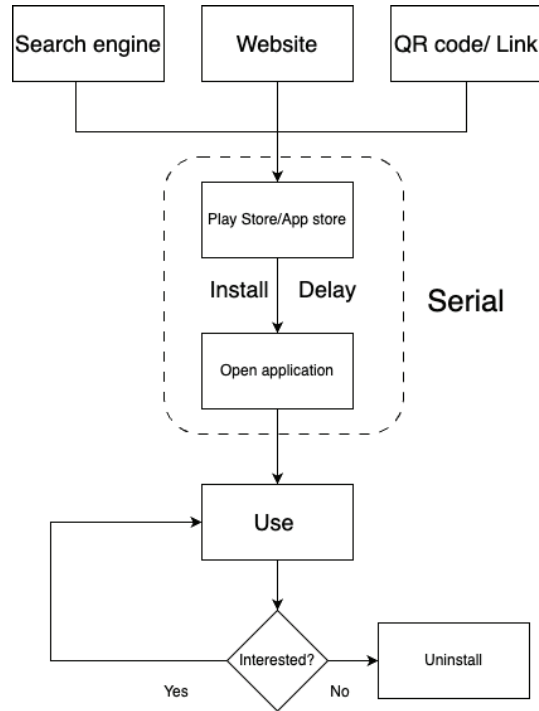 Search engine
Website
QR code/ Link
Play Store/App store
Install
Delay
Serial
Open application
Use
Interested?
Uninstall
Yes
No